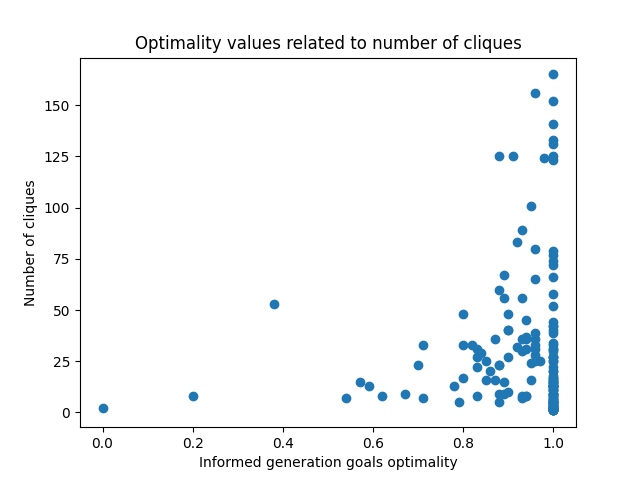 Optimality values related to number of cliques
150
125
100
75
50
25
0
Number of cliques
0.0 0.2 0.4 0.6 0.8 1.0
Informed generation goals optimality